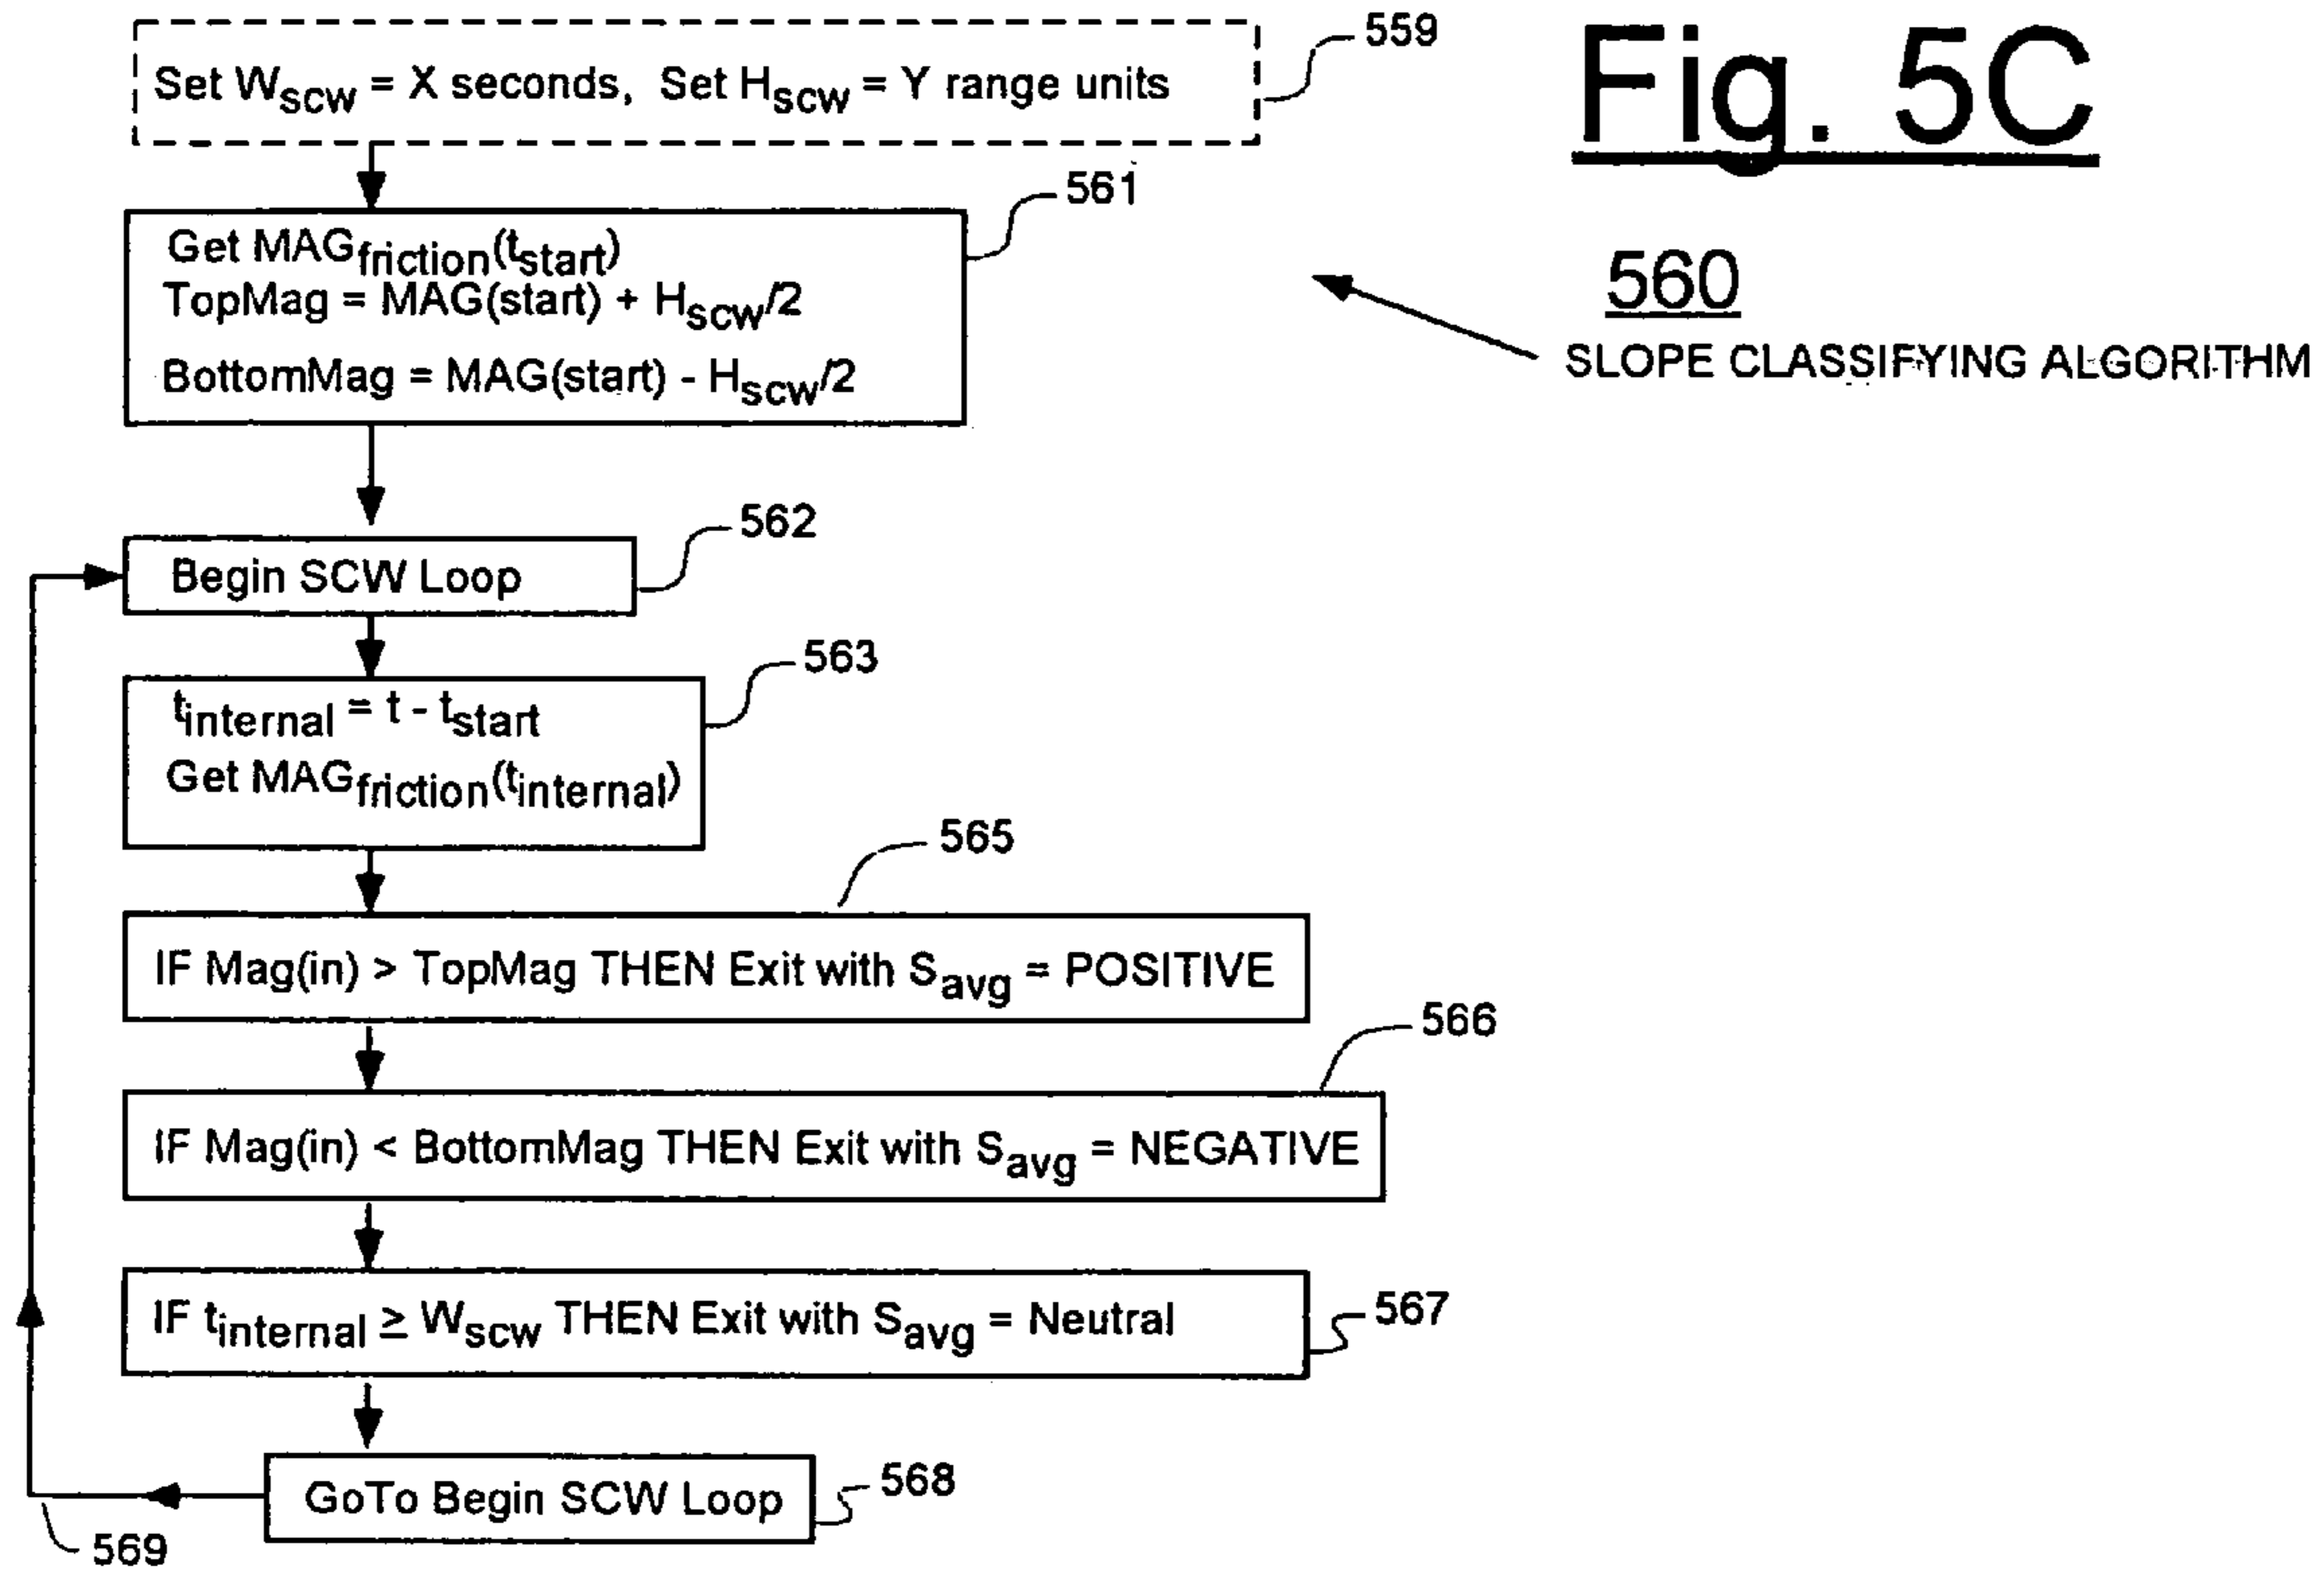 Set Wscw = X seconds, Set Hscw = Y range units
559
Fig. 5C
561
Get MAGfriction(tstart)
TopMag = MAG(start) + Hscw/2
BottomMag = MAG(start) - Hscw/2
560
SLOPE CLASSIFYING ALGORITHM
562
Begin SCW Loop
563
tinternal = t - tstart
Get MAGfriction(tinternal)
565
IF Mag(in) > TopMag THEN Exit with Savg = POSITIVE
566
IF Mag(in) < BottomMag THEN Exit with Savg = NEGATIVE
567
IF tinternal ≥ Wscw THEN Exit with Savg = Neutral
568
GoTo Begin SCW Loop
569